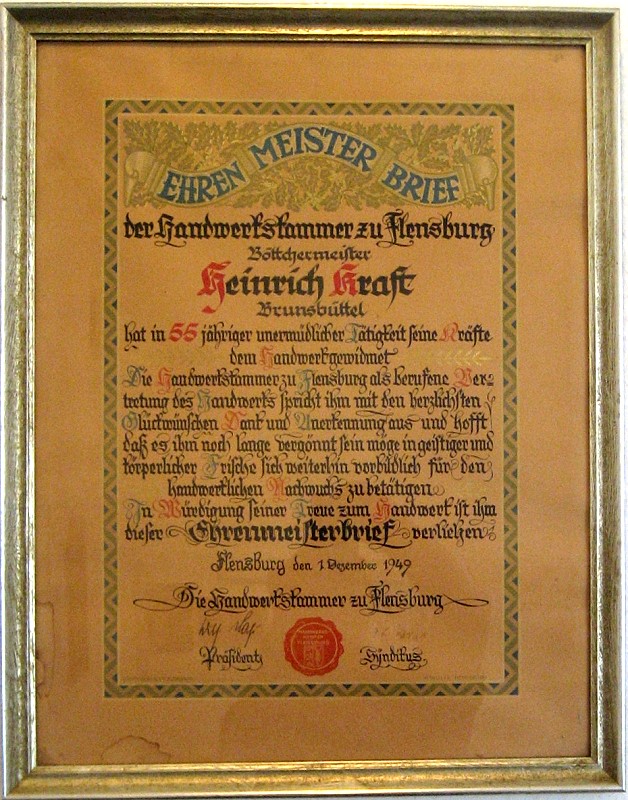 EHREN MEISTER BRIEF
der Handwerkskammer zu Flensburg
Böttchermeister
Heinrich Kraft
Brunsbüttel
hat in 55 jähriger unermüdlicher Tätigkeit seine Kräfte
dem Handwerk gewidmet
Die Handwerkskammer zu Flensburg als berufene Ver-
tretung des Handwerks spricht ihm mit den herzlichsten
Glückwünschen Dank und Anerkennung aus und hofft
daß es ihm noch lange vergönnt sein möge in geistiger und
körperlicher Frische sich weiterhin vorbildlich für den
handwerklichen Nachwuchs zu betätigen
In Würdigung seiner Treue zum Handwerk ist ihm
dieser Ehrenmeisterbrief verliehen
Flensburg den 1. Dezember 1949
Die Handwerkskammer zu Flensburg
Präsident Syndikus